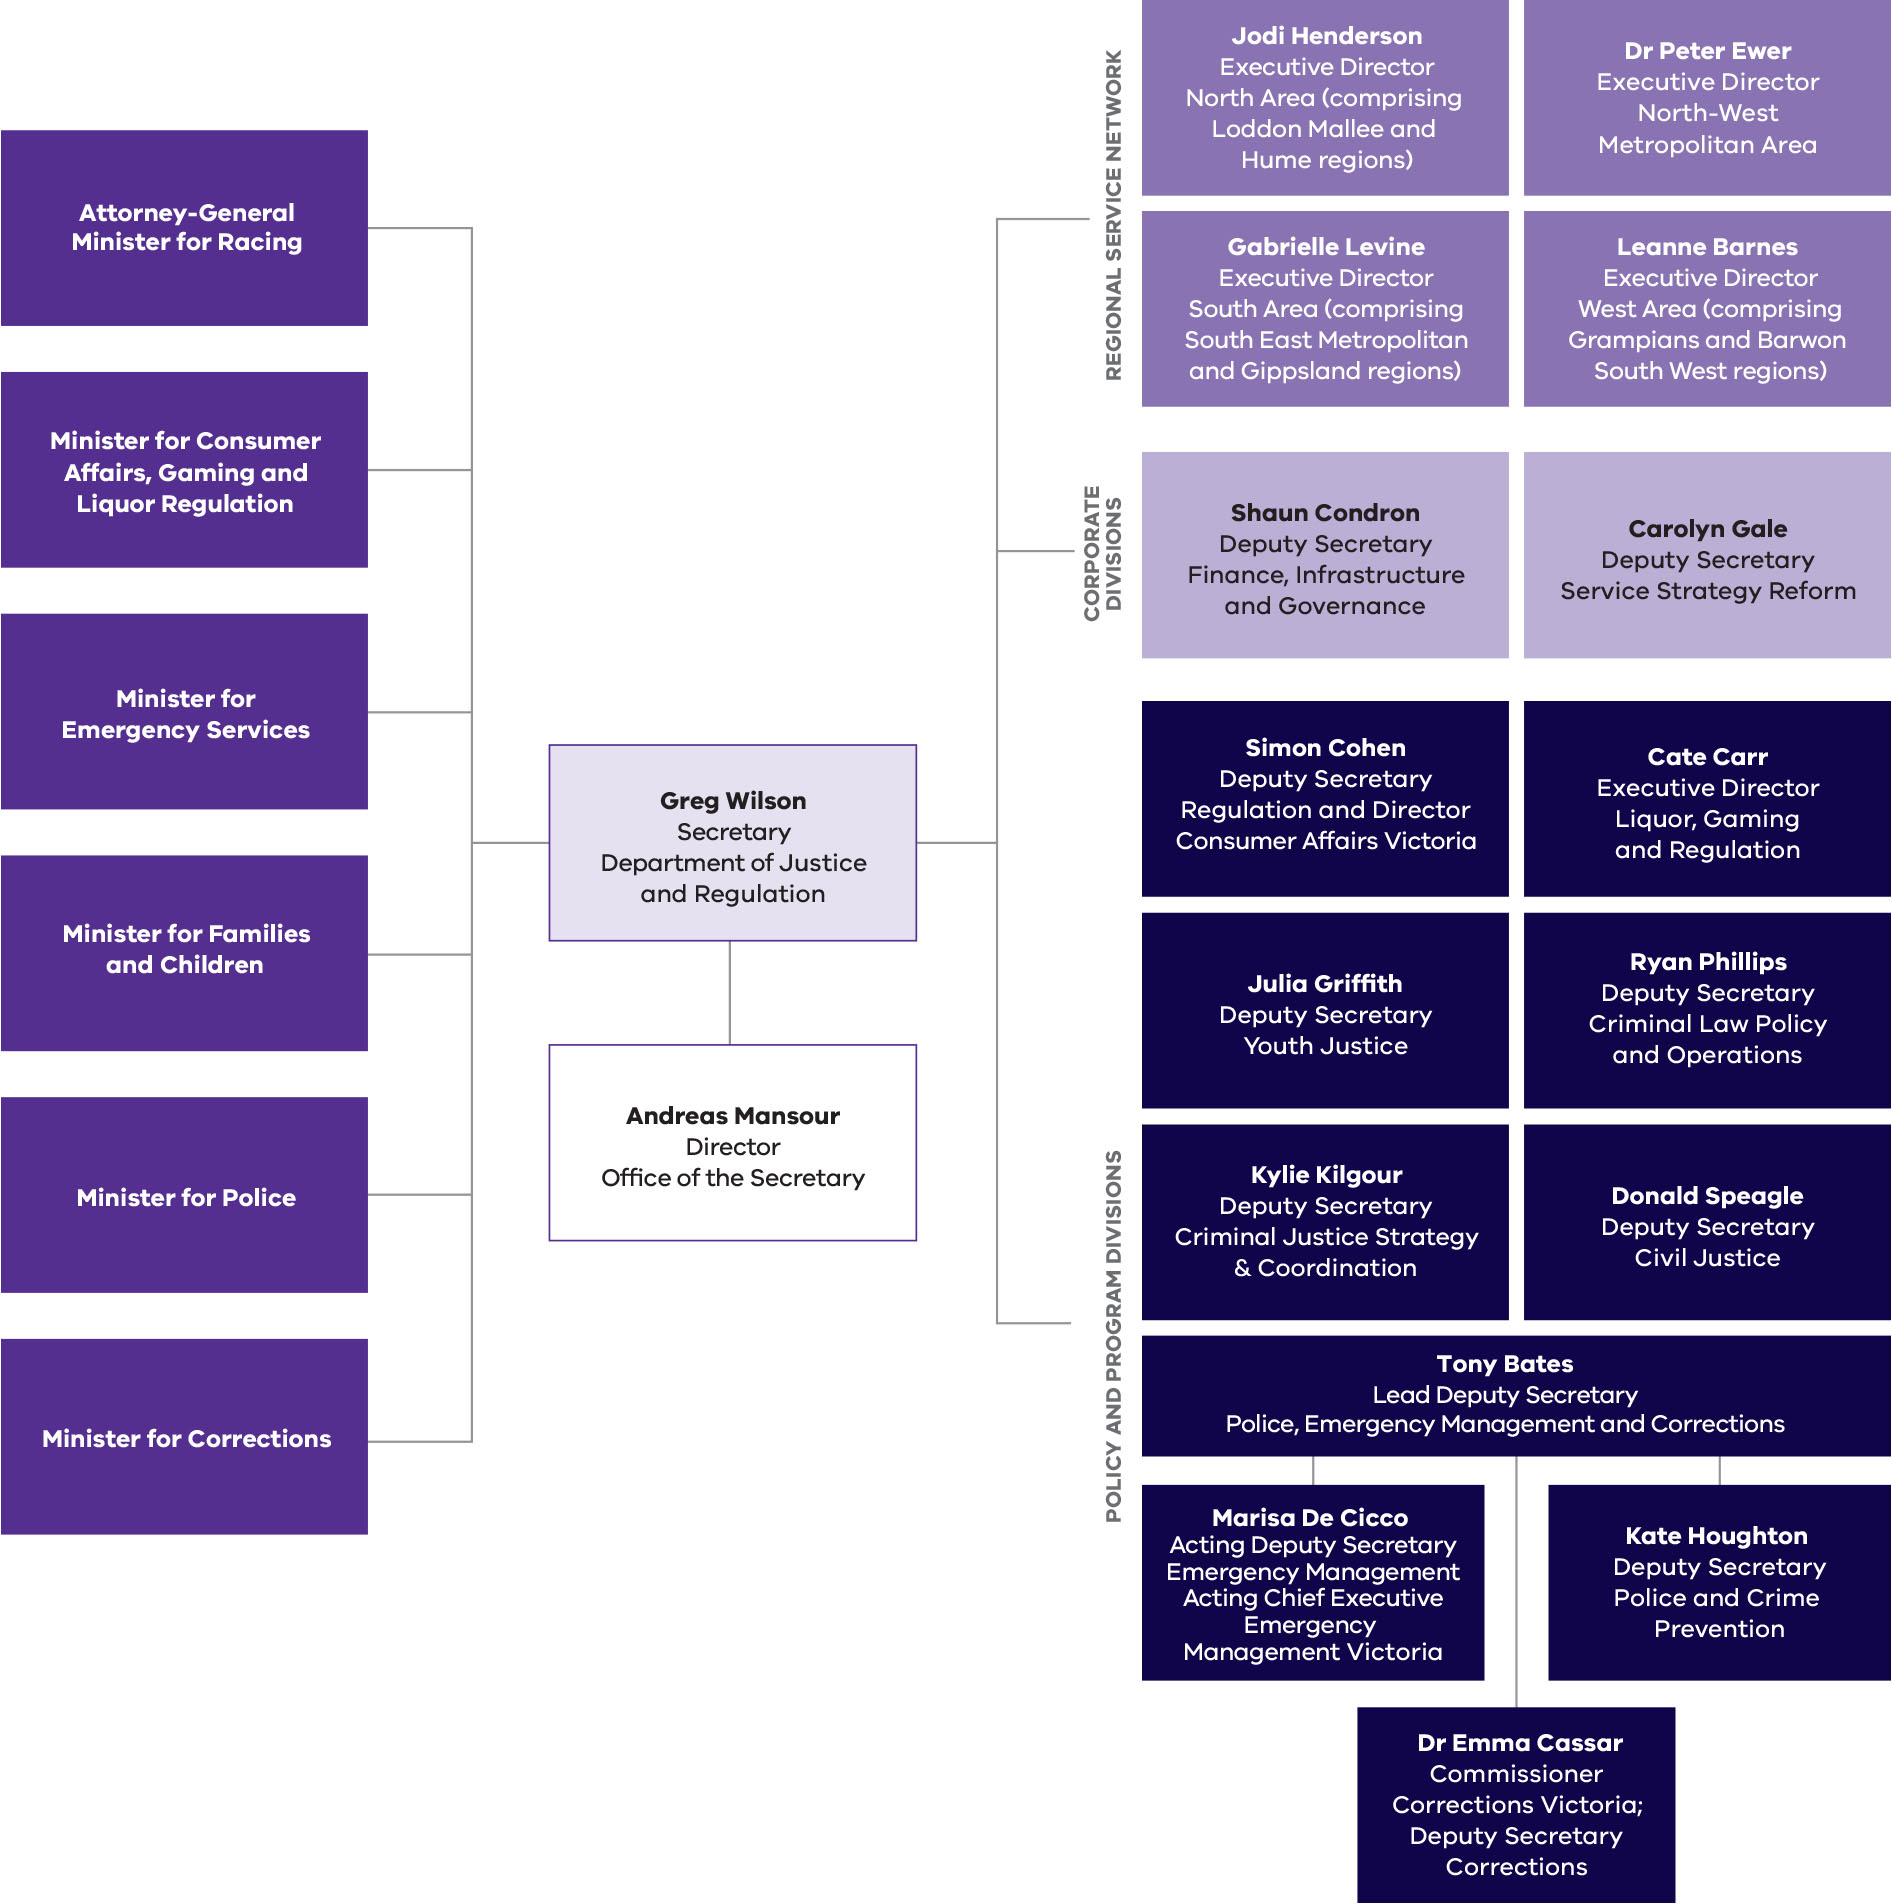 Attorney-General
Minister for Racing
Minister for Consumer
Affairs, Gaming and
Liquor Regulation
Minister for
Emergency Services
Minister for Families
and Children
Minister for Police
Minister for Corrections
Greg Wilson
Secretary
Department of Justice
and Regulation
Andreas Mansour
Director
Office of the Secretary
REGIONAL SERVICE NETWORK
Jodi Henderson
Executive Director
North Area (comprising
Loddon Mallee and
Hume regions)
Dr Peter Ewer
Executive Director
North-West
Metropolitan Area
Gabrielle Levine
Executive Director
South Area (comprising
South East Metropolitan
and Gippsland regions)
Leanne Barnes
Executive Director
West Area (comprising
Grampians and Barwon
South West regions)
CORPORATE
DIVISIONS
Shaun Condron
Deputy Secretary
Finance, Infrastructure
and Governance
Carolyn Gale
Deputy Secretary
Service Strategy Reform
POLICY AND PROGRAM DIVISIONS
Simon Cohen
Deputy Secretary
Regulation and Director
Consumer Affairs Victoria
Cate Carr
Executive Director
Liquor, Gaming
and Regulation
Julia Griffith
Deputy Secretary
Youth Justice
Ryan Phillips
Deputy Secretary
Criminal Law Policy
and Operations
Kylie Kilgour
Deputy Secretary
Criminal Justice Strategy
& Coordination
Donald Speagle
Deputy Secretary
Civil Justice
Tony Bates
Lead Deputy Secretary
Police, Emergency Management and Corrections
Marisa De Cicco
Acting Deputy Secretary
Emergency Management
Acting Chief Executive
Emergency
Management Victoria
Kate Houghton
Deputy Secretary
Police and Crime
Prevention
Dr Emma Cassar
Commissioner
Corrections Victoria;
Deputy Secretary
Corrections